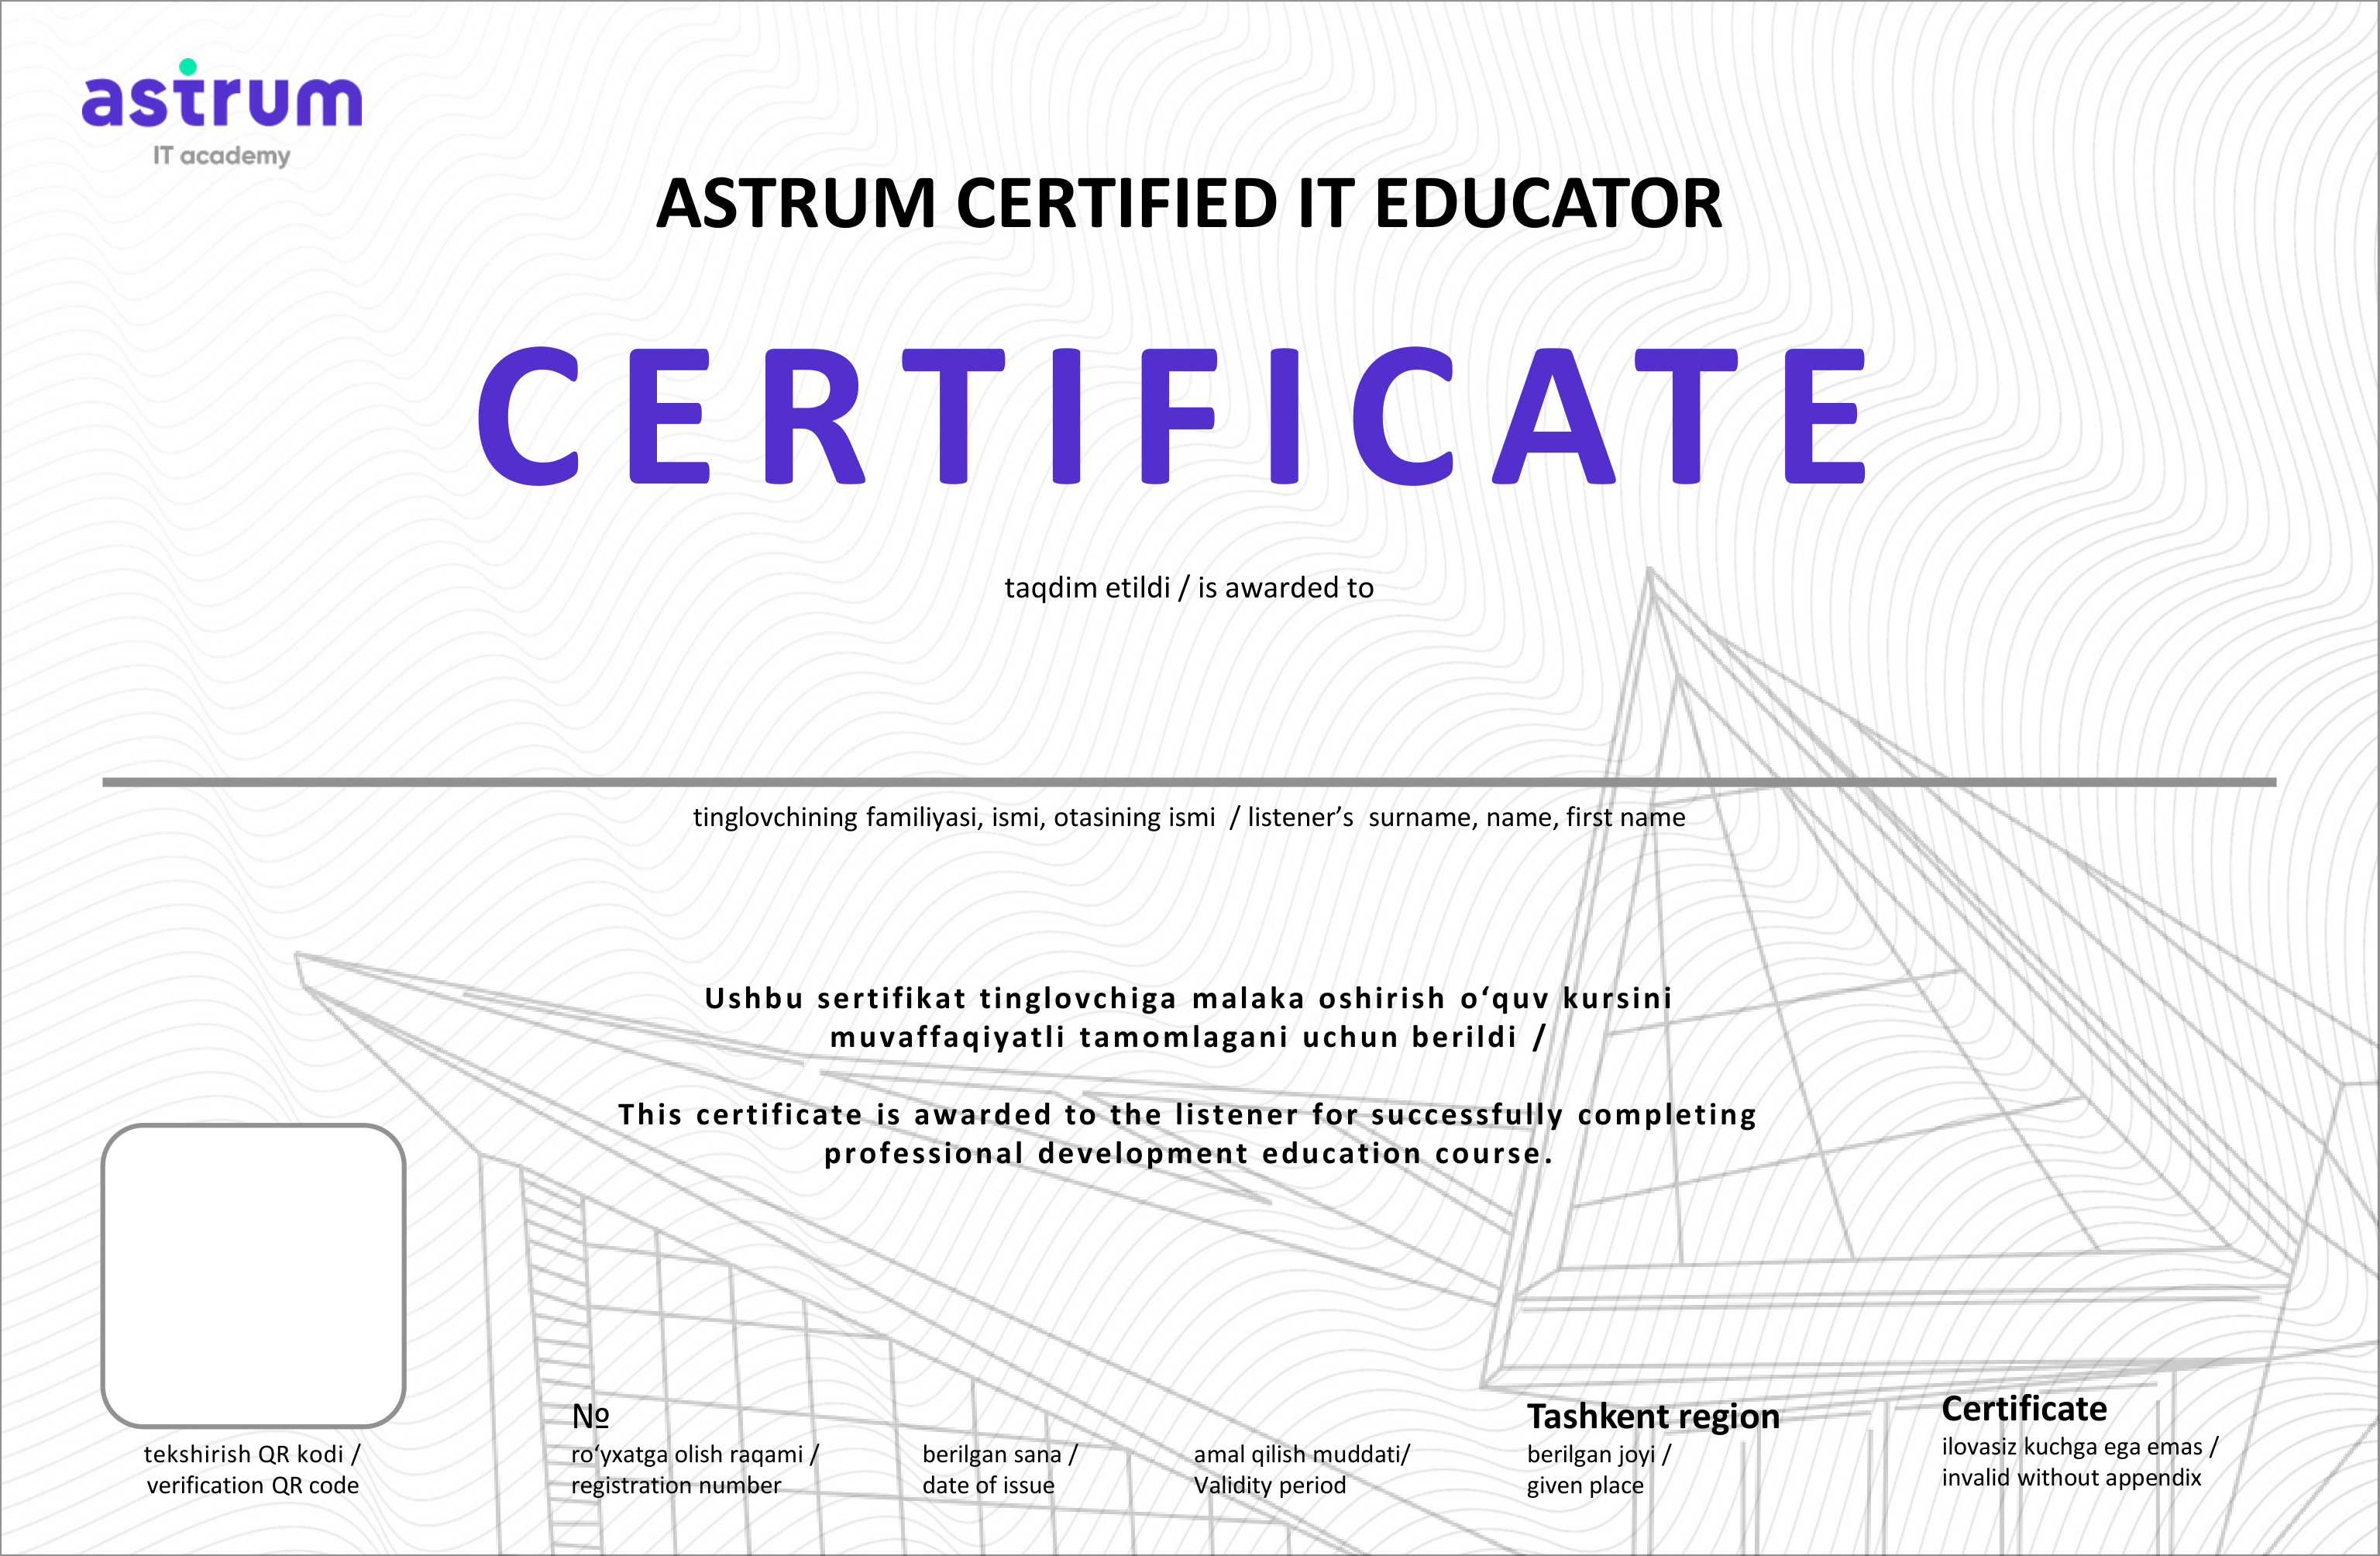 astrum
IT academy
ASTRUM CERTIFIED IT EDUCATOR
CERTIFICATE
taqdim etildi / is awarded to
tinglovchining familiyasi, ismi, otasining ismi / listener’s surname, name, first name
Ushbu sertifikat tinglovchiga malaka oshirish o‘quv kursini
muvaffaqiyatli tamomlagani uchun berildi /
This certificate is awarded to the listener for successfully completing
professional development education course.
tekshirish QR kodi /
verification QR code
№
ro‘yxatga olish raqami /
registration number
berilgan sana /
date of issue
amal qilish muddati/
Validity period
Tashkent region
berilgan joyi /
given place
Certificate
ilovasiz kuchga ega emas /
invalid without appendix